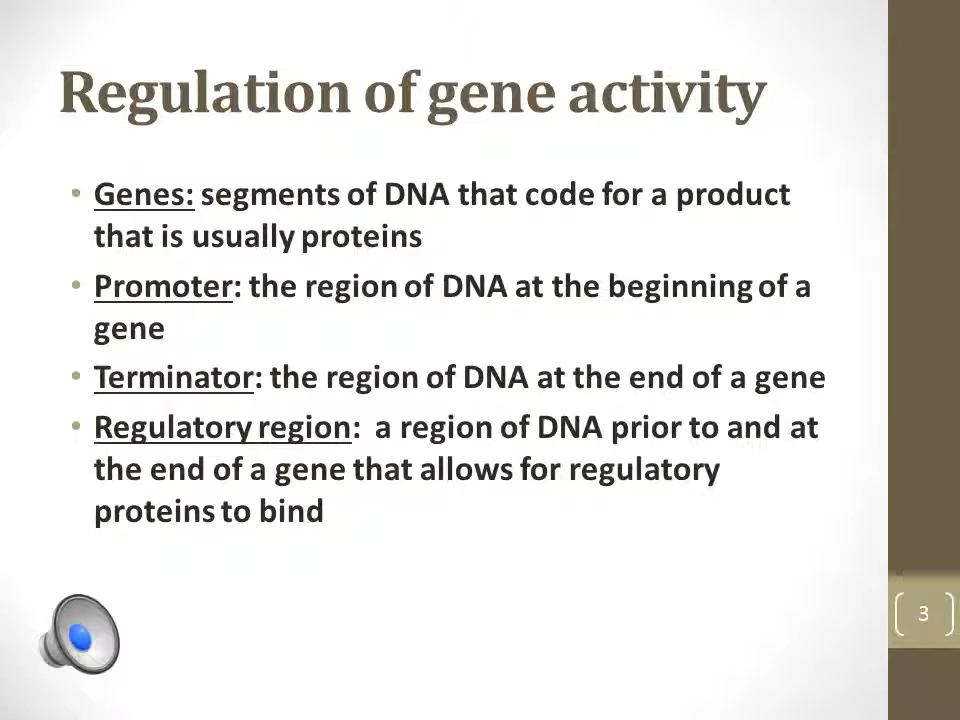 Regulation of gene activity
• Genes: segments of DNA that code for a product
that is usually proteins
• Promoter: the region of DNA at the beginning of a
gene
• Terminator: the region of DNA at the end of a gene
• Regulatory region: a region of DNA prior to and at
the end of a gene that allows for regulatory
proteins to bind
3